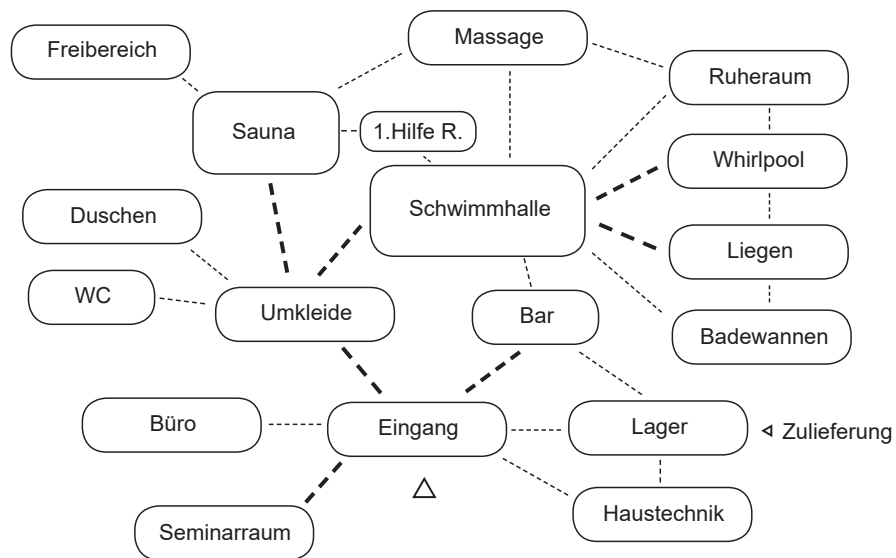 Freibereich
Massage
Ruheraum
Sauna
1.Hilfe R.
Whirlpool
Schwimmhalle
Duschen
Liegen
WC
Umkleide
Bar
Badewannen
Büro
Eingang
Lager
Zulieferung
Seminarraum
Haustechnik